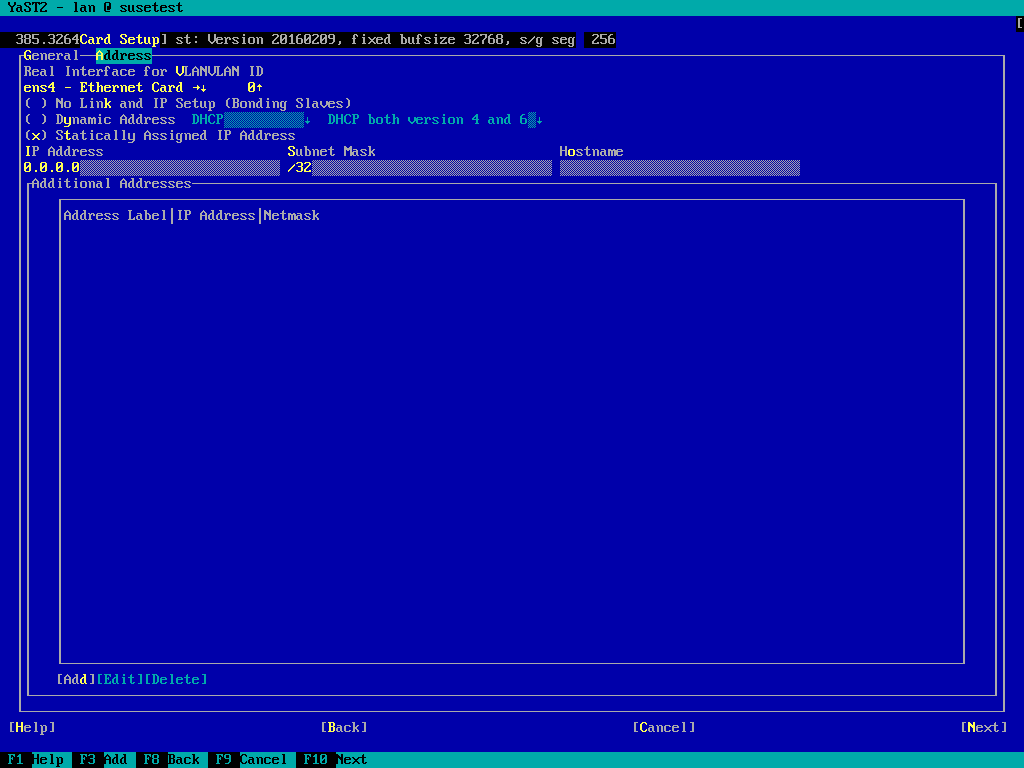 YaST2 - lan @ susetest
[
385.3264Card Setup] st: Version 20160209, fixed bufsize 32768, s/g seg  256
General Address
Real Interface for VLANVLAN ID
ens4 - Ethernet Card →↓ 0↑
( ) No Link and IP Setup (Bonding Slaves)
( ) Dynamic Address DHCP ↓ DHCP both version 4 and 6 ↓
(x) Statically Assigned IP Address
IP Address Subnet Mask Hostname
0.0.0.0 /32
Additional Addresses
Address Label|IP Address|Netmask
[Add][Edit][Delete]
[Help] [Back] [Cancel] [Next]
F1 Help F3 Add F8 Back F9 Cancel F10 Next